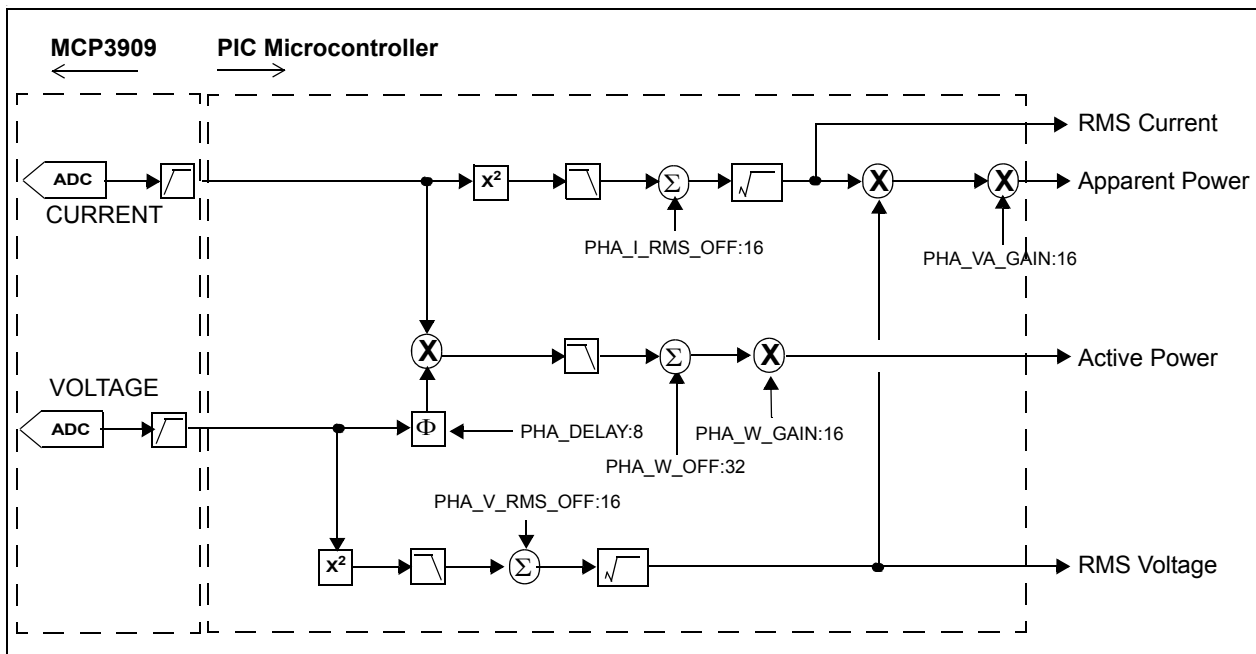 MCP3909 PIC Microcontroller
RMS Current
ADC x² Σ √ X X Apparent Power
CURRENT
PHA_I_RMS_OFF:16 PHA_VA_GAIN:16
X Σ X Active Power
VOLTAGE
ADC Φ PHA_DELAY:8 PHA_W_GAIN:16
PHA_W_OFF:32
PHA_V_RMS_OFF:16
x² Σ √ RMS Voltage